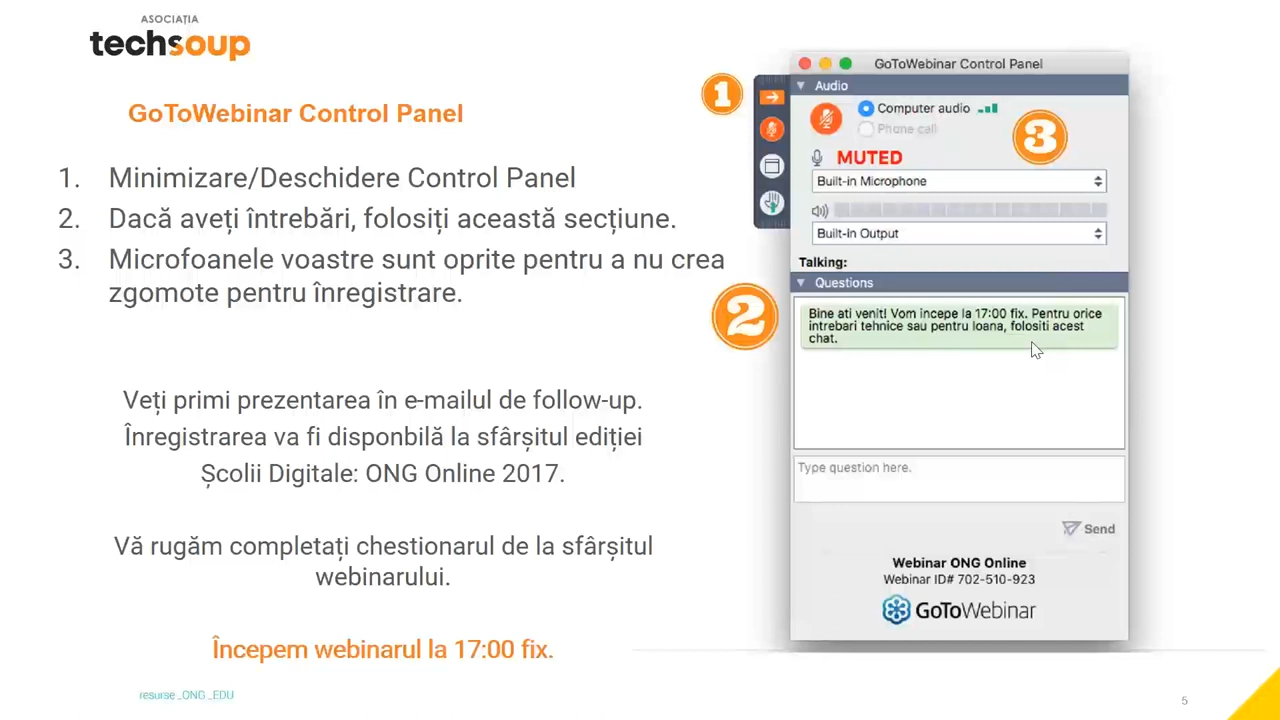 ASOCIAȚIA
techsoup
GoToWebinar Control Panel
1. Minimizare/Deschidere Control Panel
2. Dacă aveți întrebări, folosiți această secțiune.
3. Microfoanele voastre sunt oprite pentru a nu crea
zgomote pentru înregistrare.
Veți primi prezentarea în e-mailul de follow-up.
Înregistrarea va fi disponbilă la sfârșitul ediției
Școlii Digitale: ONG Online 2017.
Vă rugăm completați chestionarul de la sfârșitul
webinarului.
Începem webinarul la 17:00 fix.
resurse_ONG_EDU
1
GoToWebinar Control Panel
Audio
Computer audio
Phone call
3
MUTED
Built-in Microphone
Built-in Output
Talking:
Questions
2
Bine ati venit! Vom incepe la 17:00 fix. Pentru orice
intrebari tehnice sau pentru Ioana, folositi acest
chat.
Type question here.
Send
Webinar ONG Online
Webinar ID# 702-510-923
GoToWebinar
5